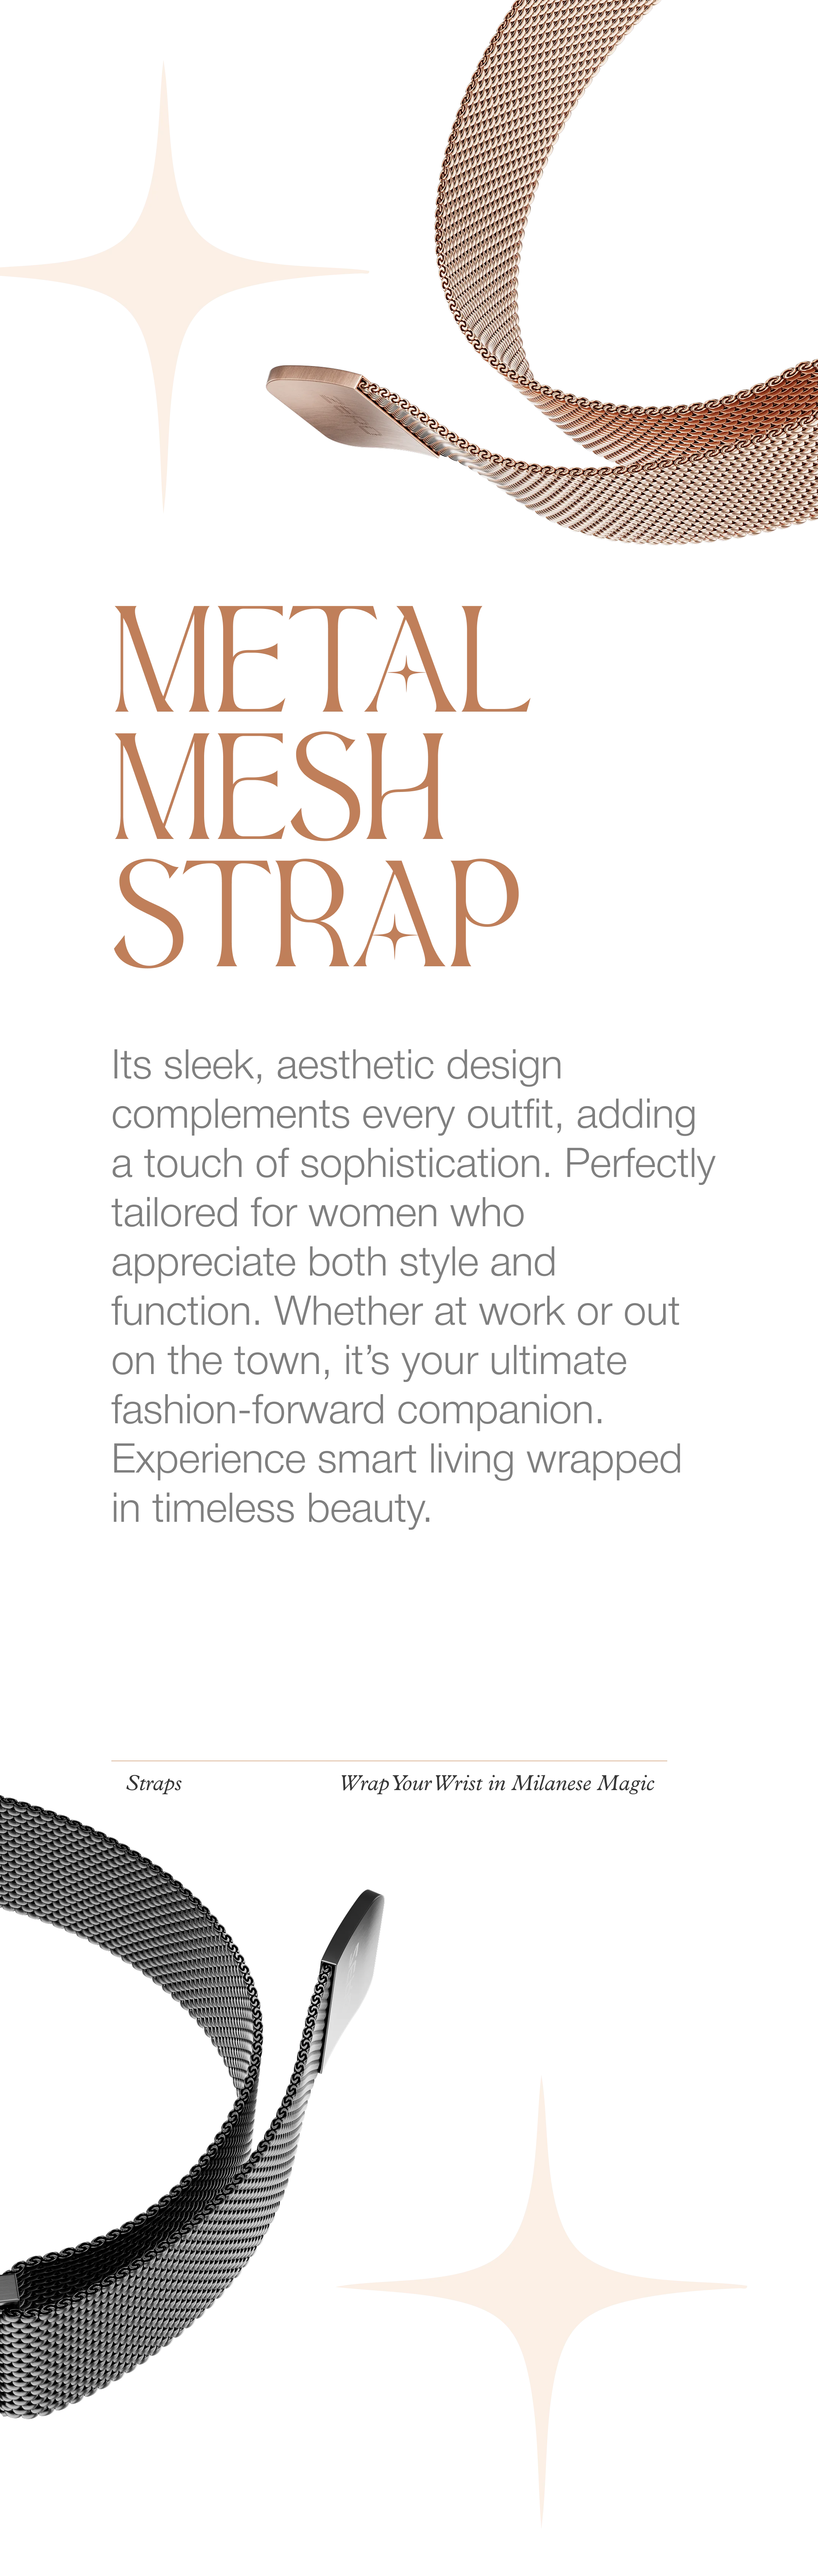 ZERO
METAL
MESH
STRAP
Its sleek, aesthetic design
complements every outfit, adding
a touch of sophistication. Perfectly
tailored for women who
appreciate both style and
function. Whether at work or out
on the town, it’s your ultimate
fashion-forward companion.
Experience smart living wrapped
in timeless beauty.
Straps
Wrap Your Wrist in Milanese Magic